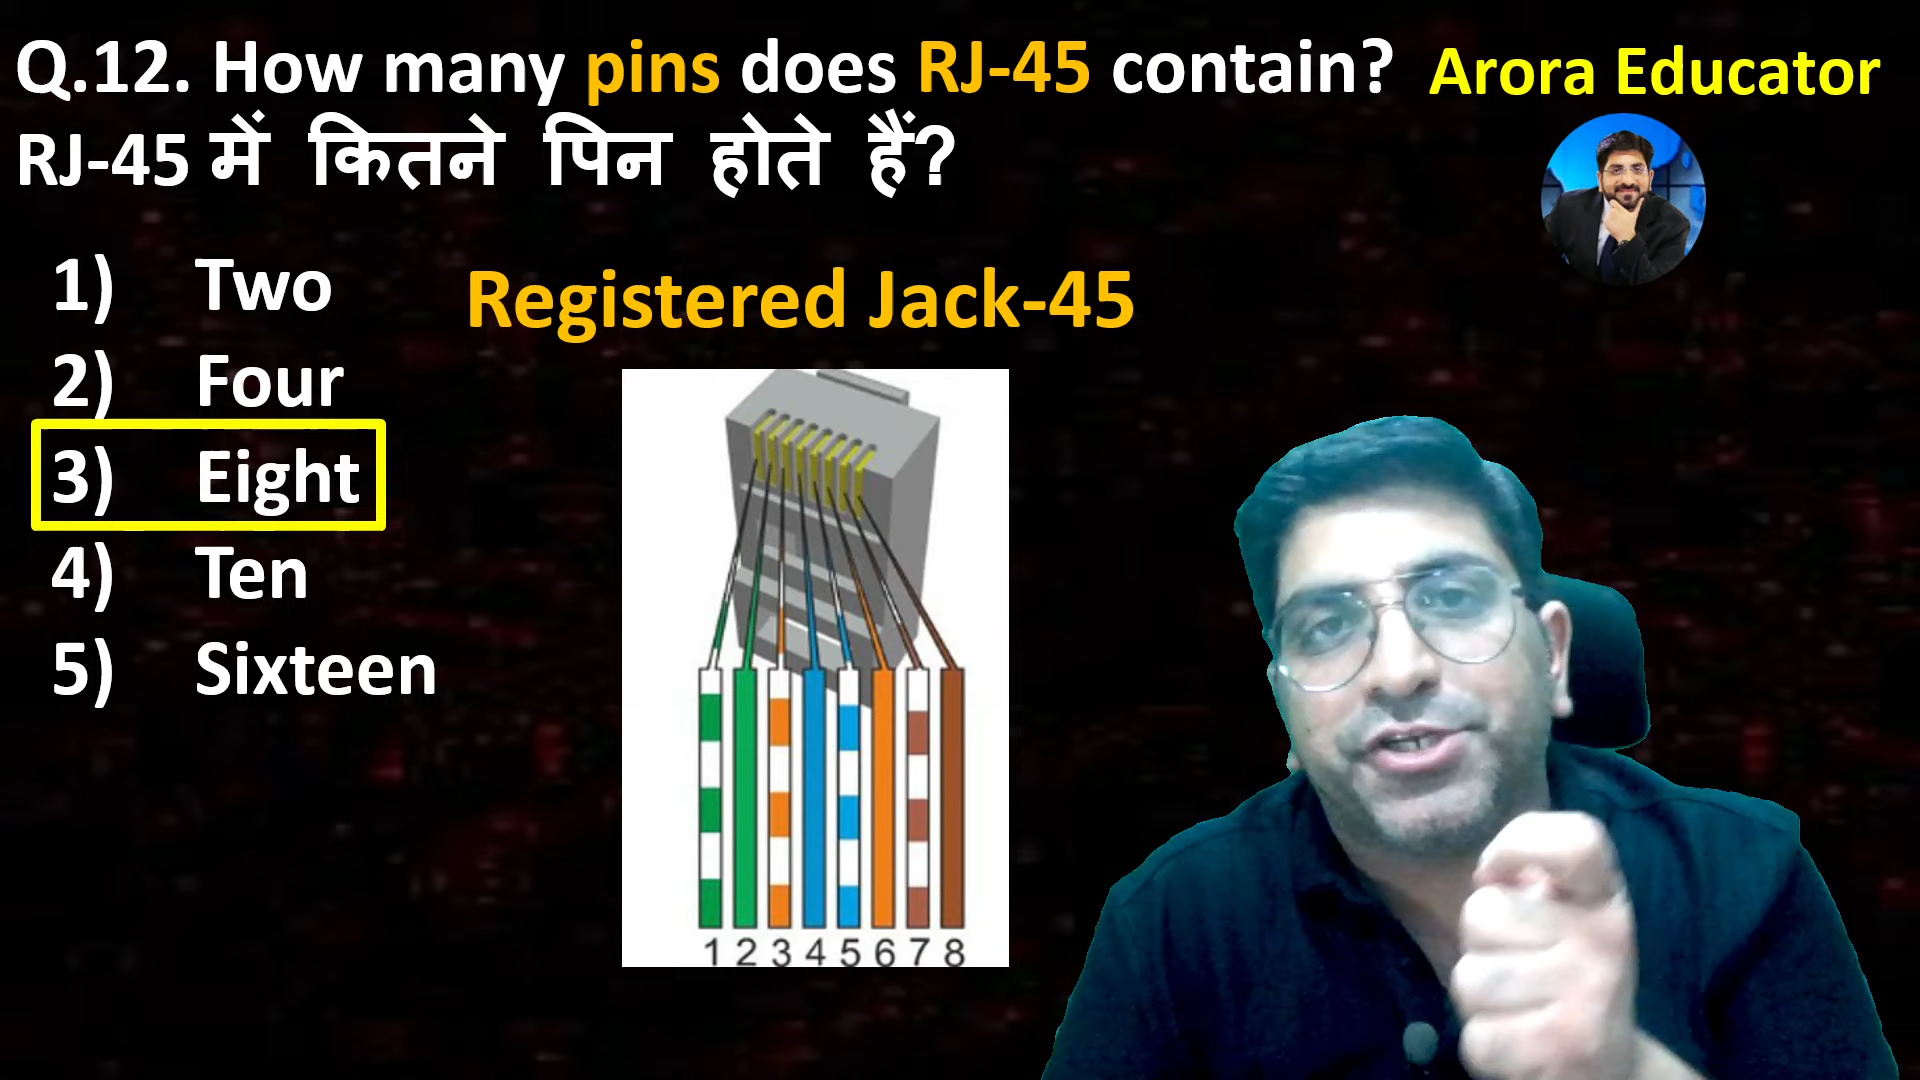 Q.12. How many pins does RJ-45 contain? Arora Educator
RJ-45 में कितने पिन होते हैं?
1) Two
Registered Jack-45
2) Four
3) Eight
4) Ten
5) Sixteen
1 2 3 4 5 6 7 8